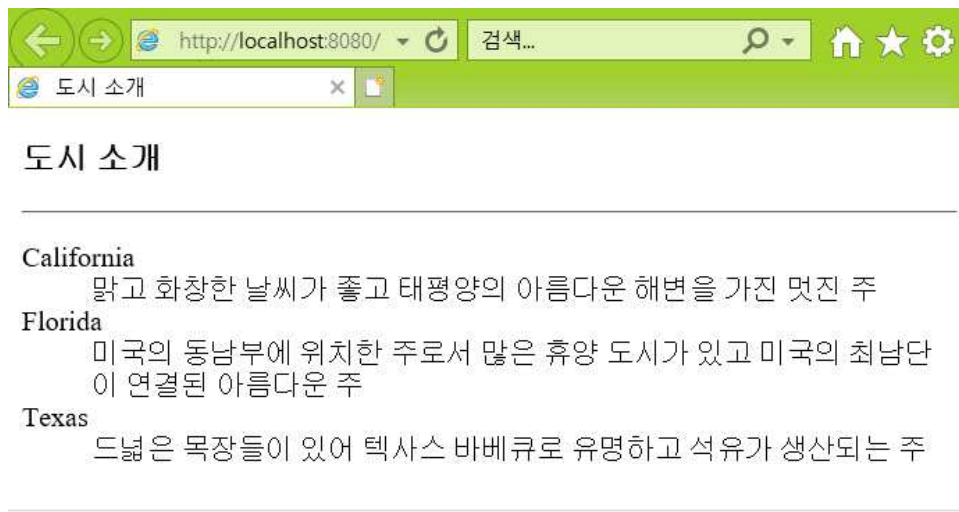 http://localhost:8080/ 검색...
도시 소개
도시 소개
California
맑고 화창한 날씨가 좋고 태평양의 아름다운 해변을 가진 멋진 주
Florida
미국의 동남부에 위치한 주로서 많은 휴양 도시가 있고 미국의 최남단
이 연결된 아름다운 주
Texas
드넓은 목장들이 있어 텍사스 바베큐로 유명하고 석유가 생산되는 주